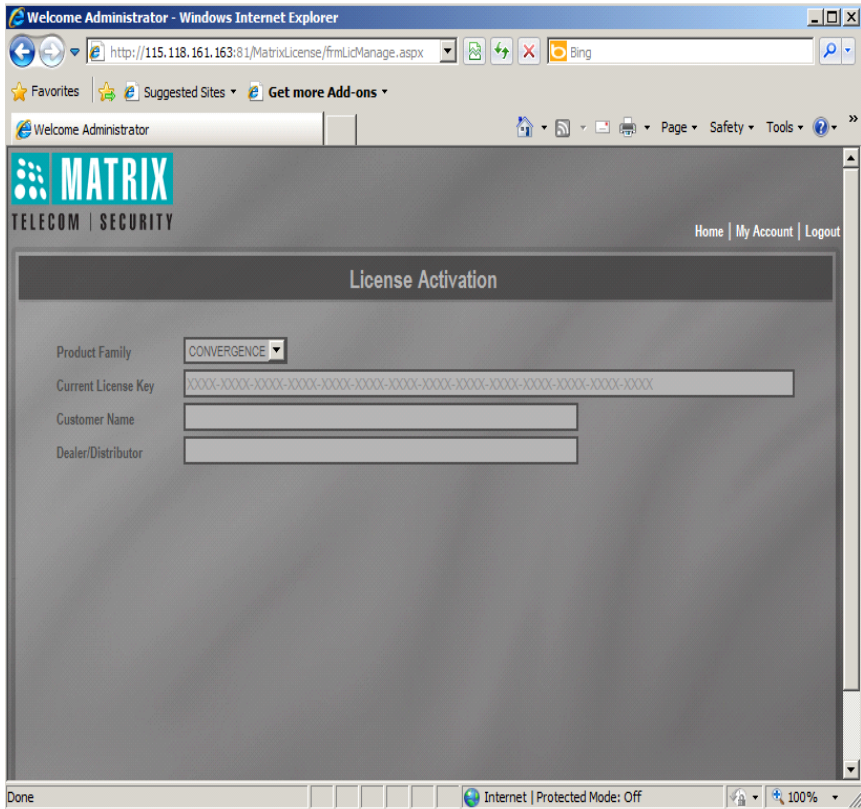 Welcome Administrator - Windows Internet Explorer
http://115.118.161.163:81/MatrixLicense/frmLicManage.aspx Bing
Favorites Suggested Sites Get more Add-ons
Welcome Administrator Page Safety Tools »
MATRIX
TELECOM | SECURITY
Home | My Account | Logout
License Activation
Product Family CONVERGENCE
Current License Key XXXX-XXXX-XXXX-XXXX-XXXX-XXXX-XXXX-XXXX-XXXX-XXXX-XXXX-XXXX-XXXX-XXXX
Customer Name
Dealer/Distributor
Done Internet | Protected Mode: Off 100%